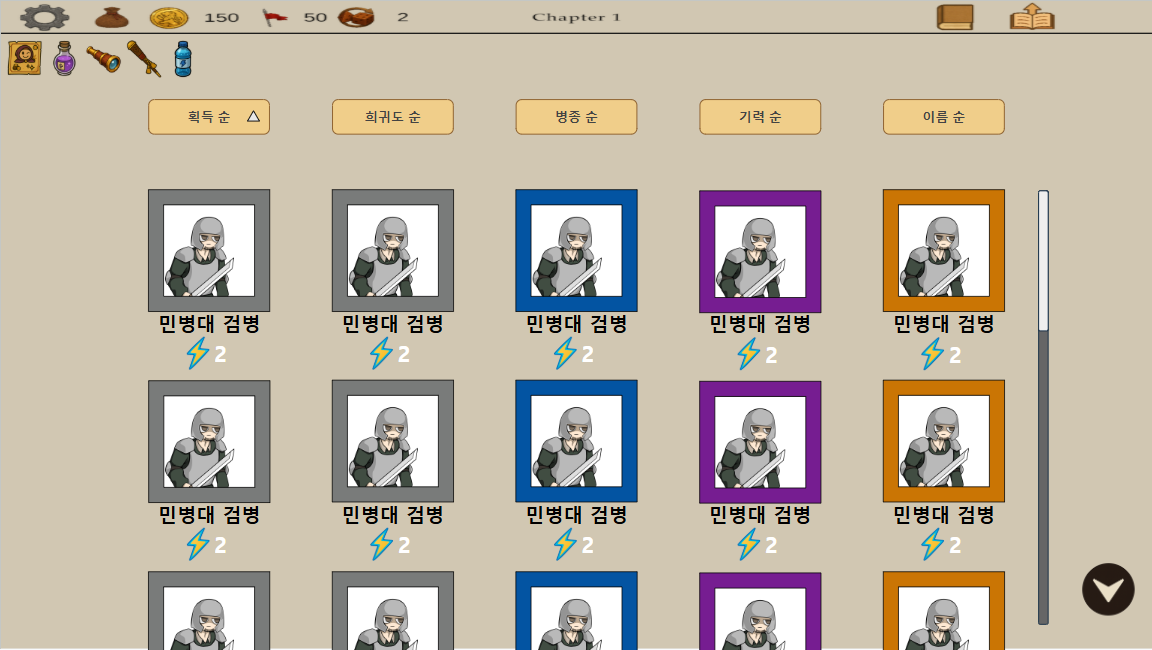 150 50 2 Chapter 1
획득 순 △ 희귀도 순 병종 순 기력 순 이름 순
민병대 검병 민병대 검병 민병대 검병 민병대 검병 민병대 검병
2 2 2 2 2
민병대 검병 민병대 검병 민병대 검병 민병대 검병 민병대 검병
2 2 2 2 2